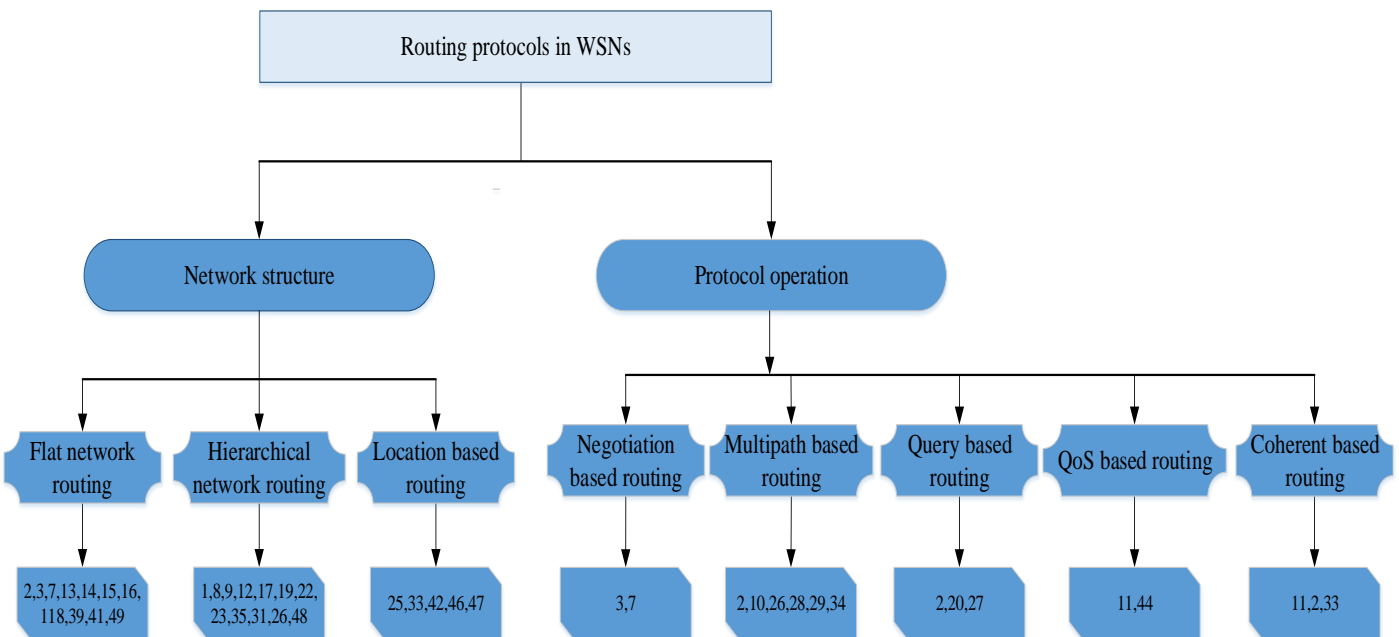 Routing protocols in WSNs
Network structure
Protocol operation
Flat network
routing
Hierarchical
network routing
Location based
routing
Negotiation
based routing
Multipath based
routing
Query based
routing
QoS based routing
Coherent based
routing
2,3,7,13,14,15,16,
118,39,41,49
1,8,9,12,17,19,22,
23,35,31,26,48
25,33,42,46,47
3,7
2,10,26,28,29,34
2,20,27
11,44
11,2,33